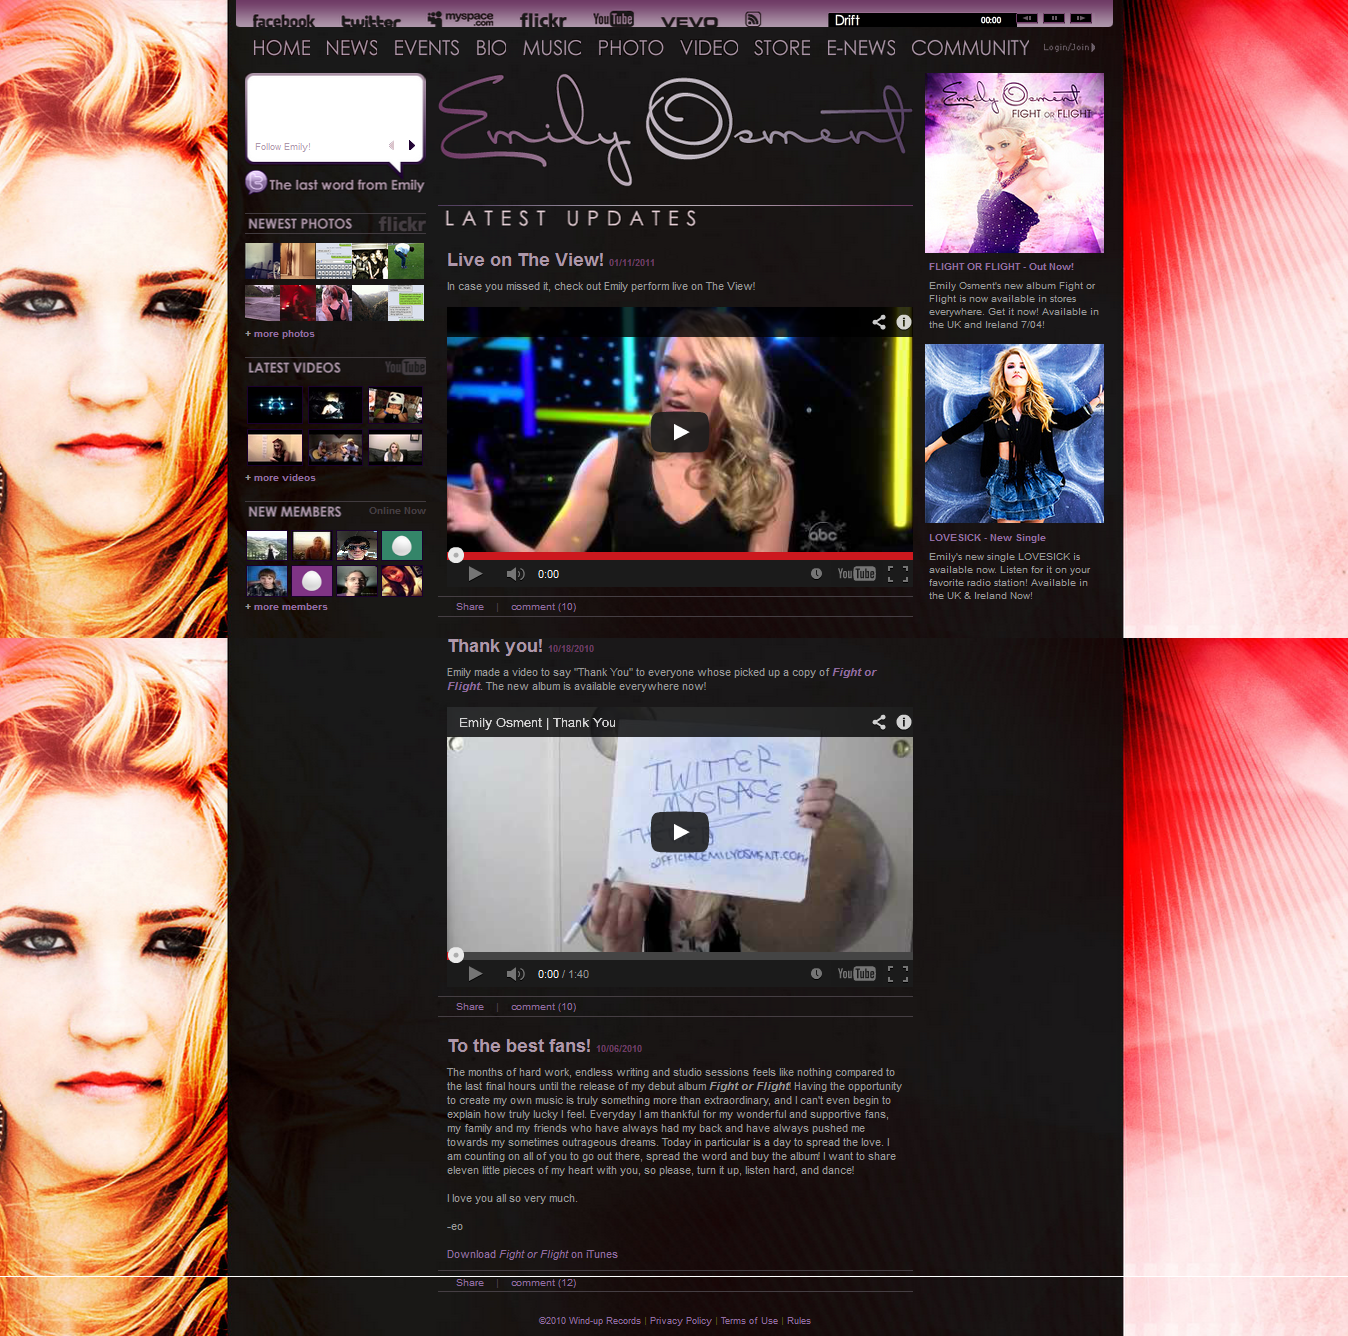 facebook twitter myspace.com flickr YouTube VEVO Drift 00:00
HOME NEWS EVENTS BIO MUSIC PHOTO VIDEO STORE E-NEWS COMMUNITY Login/Join
Follow Emily!
The last word from Emily
NEWEST PHOTOS flickr
+ more photos
LATEST VIDEOS YouTube
+ more videos
NEW MEMBERS Online Now
+ more members
Emily Osment
LATEST UPDATES
Live on The View! 01/11/2011
In case you missed it, check out Emily perform live on The View!
abc
0:00 YouTube
Share | comment (10)
Thank you! 10/18/2010
Emily made a video to say "Thank You" to everyone whose picked up a copy of Fight or
Flight. The new album is available everywhere now!
Emily Osment | Thank You
TWITTER
MYSPACE
OFFICIALEMILYOSMENT.COM
0:00 / 1:40 YouTube
Share | comment (10)
To the best fans! 10/06/2010
The months of hard work, endless writing and studio sessions feels like nothing compared to
the last final hours until the release of my debut album Fight or Flight! Having the opportunity
to create my own music is truly something more than extraordinary, and I can't even begin to
explain how truly lucky I feel. Everyday I am thankful for my wonderful and supportive fans,
my family and my friends who have always had my back and have always pushed me
towards my sometimes outrageous dreams. Today in particular is a day to spread the love. I
am counting on all of you to go out there, spread the word and buy the album! I want to share
eleven little pieces of my heart with you, so please, turn it up, listen hard, and dance!
I love you all so very much.
-eo
Download Fight or Flight on iTunes
Share | comment (12)
Emily Osment
FIGHT OR FLIGHT
FLIGHT OR FLIGHT - Out Now!
Emily Osment's new album Fight or
Flight is now available in stores
everywhere. Get it now! Available in
the UK and Ireland 7/04!
LOVESICK - New Single
Emily's new single LOVESICK is
available now. Listen for it on your
favorite radio station! Available in
the UK & Ireland Now!
©2010 Wind-up Records | Privacy Policy | Terms of Use | Rules